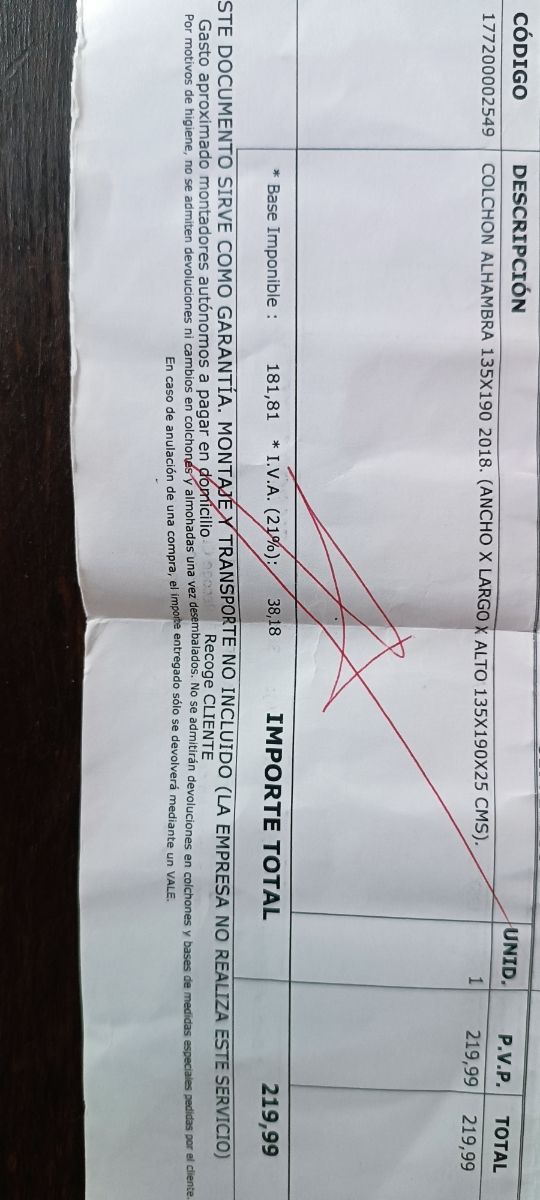 CÓDIGO DESCRIPCIÓN UNID. P.V.P. TOTAL
177200002549 COLCHON ALHAMBRA 135X190 2018. (ANCHO X LARGO X ALTO 135X190X25 CMS). 1 219,99 219,99
* Base Imponible : 181,81 * I.V.A. (21%): 38,18 IMPORTE TOTAL 219,99
STE DOCUMENTO SIRVE COMO GARANTÍA. MONTAJE Y TRANSPORTE NO INCLUIDO (LA EMPRESA NO REALIZA ESTE SERVICIO)
Gasto aproximado montadores autónomos a pagar en domicilio Recoge CLIENTE
Por motivos de higiene, no se admiten devoluciones ni cambios en colchones y almohadas una vez desembalados. No se admitirán devoluciones en colchones y bases de medidas especiales pedidas por el cliente.
En caso de anulación de una compra, el importe entregado sólo se devolverá mediante un VALE.